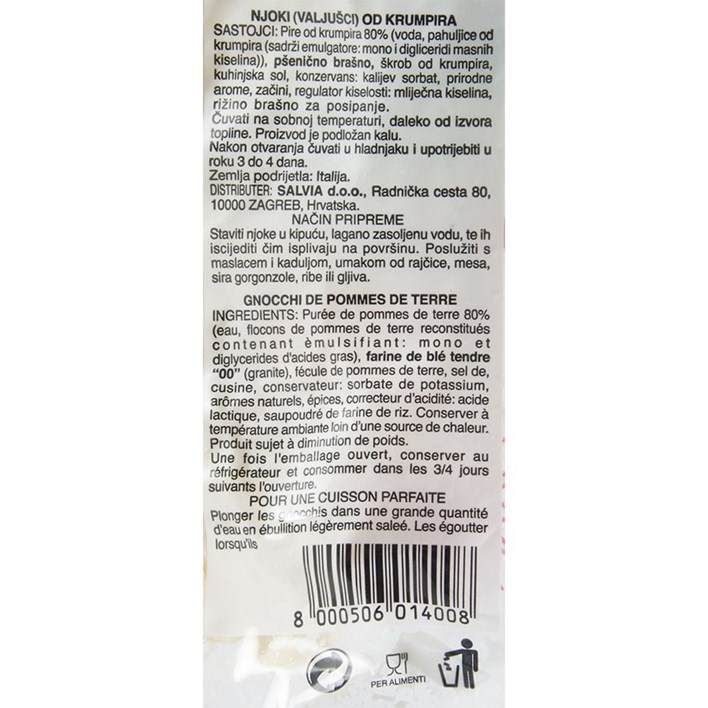 NJOKI (VALJUŠCI) OD KRUMPIRA
SASTOJCI: Pire od krumpira 80% (voda, pahuljice od
krumpira (sadrži emulgatore: mono i digliceridi masnih
kiselina)), pšenično brašno, škrob od krumpira,
kuhinjska sol, konzervans: kalijev sorbat, prirodne
arome, začini, regulator kiselosti: mliječna kiselina,
rižino brašno za posipanje.
Čuvati na sobnoj temperaturi, daleko od izvora
topline. Proizvod je podložan kalu.
Nakon otvaranja čuvati u hladnjaku i upotrijebiti u
roku 3 do 4 dana.
Zemlja podrijetla: Italija.
DISTRIBUTER: SALVIA d.o.o., Radnička cesta 80,
10000 ZAGREB, Hrvatska.
NAČIN PRIPREME
Staviti njoke u kipuću, lagano zasoljenu vodu, te ih
iscijediti čim isplivaju na površinu. Poslužiti s
maslacem i kaduljom, umakom od rajčice, mesa,
sira gorgonzole, ribe ili gljiva.
GNOCCHI DE POMMES DE TERRE
INGREDIENTS: Purée de pommes de terre 80%
(eau, flocons de pommes de terre reconstitués
contenant èmulsifiant: mono et
diglycerides d'acides gras), farine de blé tendre
“00” (granite), fécule de pommes de terre, sel de,
cusine, conservateur: sorbate de potassium,
arômes naturels, épices, correcteur d'acidité: acide
lactique, saupoudré de farine de riz. Conserver à
température ambiante loin d'une source de chaleur.
Produit sujet à diminution de poids.
Une fois l'emballage ouvert, conserver au
réfrigérateur et consommer dans les 3/4 jours
suivants l'ouverture.
POUR UNE CUISSON PARFAITE
Plonger les gnocchis dans une grande quantité
d'eau en ébullition légèrement saleé. Les égoutter
lorsqu'ils
8 000506 014008
PER ALIMENTI